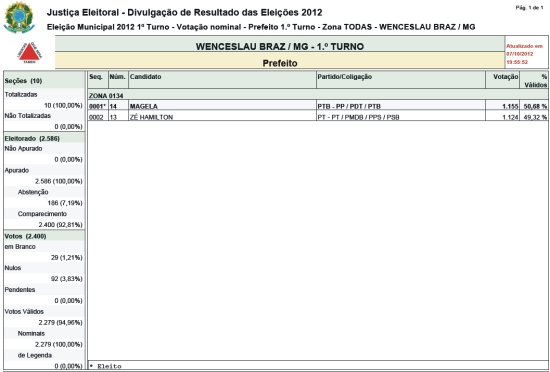 Justiça Eleitoral - Divulgação de Resultado das Eleições 2012
Pág. 1 de 1
Eleição Municipal 2012 1º Turno - Votação nominal - Prefeito 1.º Turno - Zona TODAS - WENCESLAU BRAZ / MG
WENCESLAU BRAZ / MG - 1.º TURNO
Prefeito
Atualizado em
07/10/2012
19:55:52
Seções (10)
Totalizadas
10 (100,00%)
Não Totalizadas
0 (0,00%)
Eleitorado (2.586)
Não Apurado
0 (0,00%)
Apurado
2.586 (100,00%)
Abstenção
186 (7,19%)
Comparecimento
2.400 (92,81%)
Votos (2.400)
em Branco
29 (1,21%)
Nulos
92 (3,83%)
Pendentes
0 (0,00%)
Votos Válidos
2.279 (94,96%)
Nominais
2.279 (100,00%)
de Legenda
0 (0,00%)
Seq. Núm. Candidato Partido/Coligação Votação % Válidos
ZONA 0134
0001* 14 MAGELA PTB - PP / PDT / PTB 1.155 50,68 %
0002 13 ZÉ HAMILTON PT - PT / PMDB / PPS / PSB 1.124 49,32 %
* Eleito